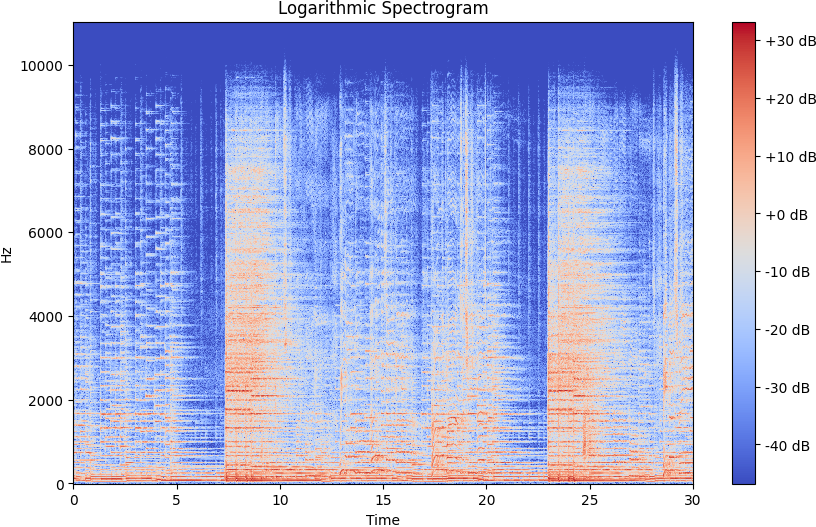 Logarithmic Spectrogram
Hz
10000
8000
6000
4000
2000
0
0 5 10 15 20 25 30
Time
+30 dB
+20 dB
+10 dB
+0 dB
-10 dB
-20 dB
-30 dB
-40 dB